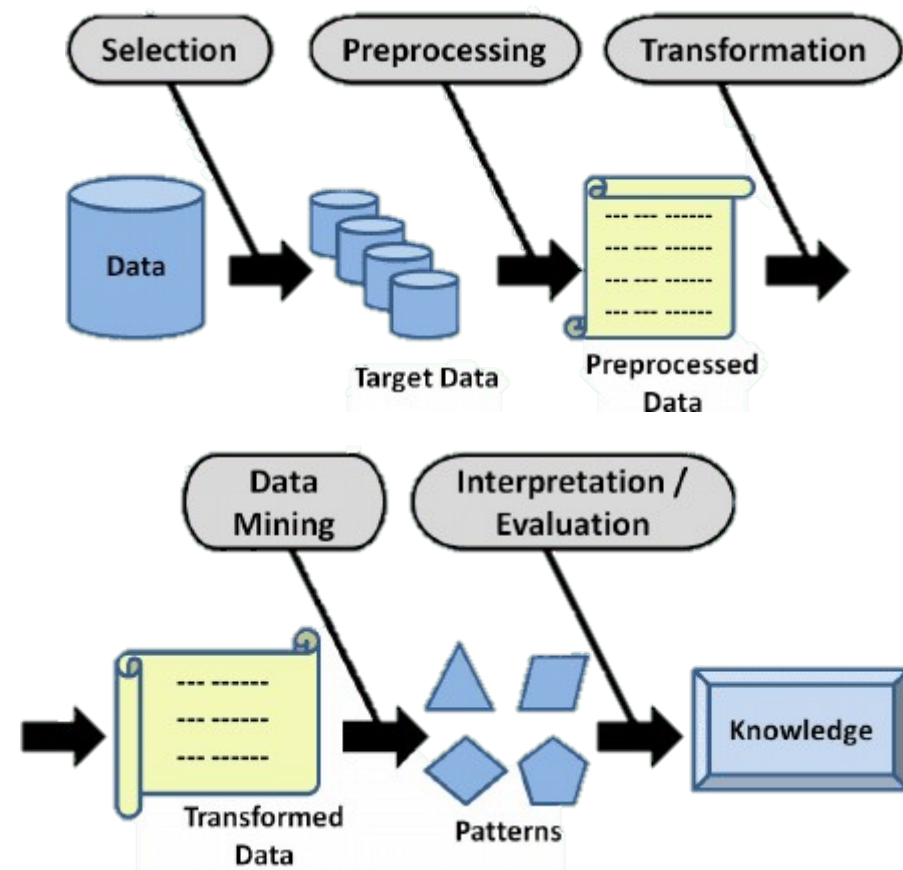 Selection
Preprocessing
Transformation
Data
Target Data
Preprocessed
Data
Data
Mining
Interpretation /
Evaluation
Transformed
Data
Patterns
Knowledge